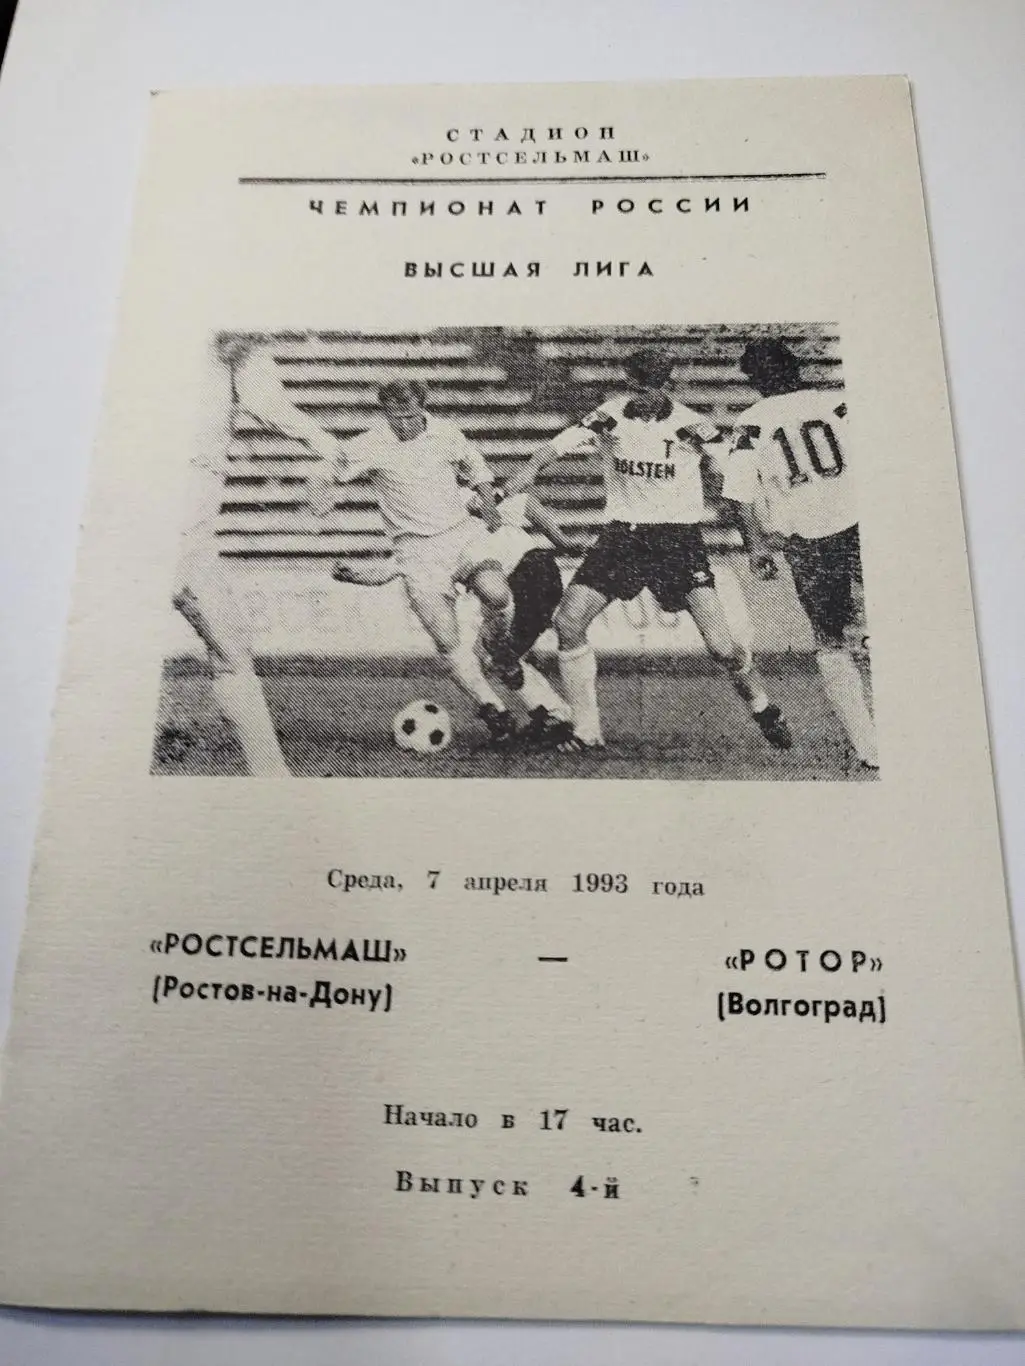 СТАДИОН
«РОСТСЕЛЬМАШ»
ЧЕМПИОНАТ РОССИИ
ВЫСШАЯ ЛИГА
10
Среда, 7 апреля 1993 года
«РОСТСЕЛЬМАШ» — «РОТОР»
(Ростов-на-Дону) (Волгоград)
Начало в 17 час.
Выпуск 4-й